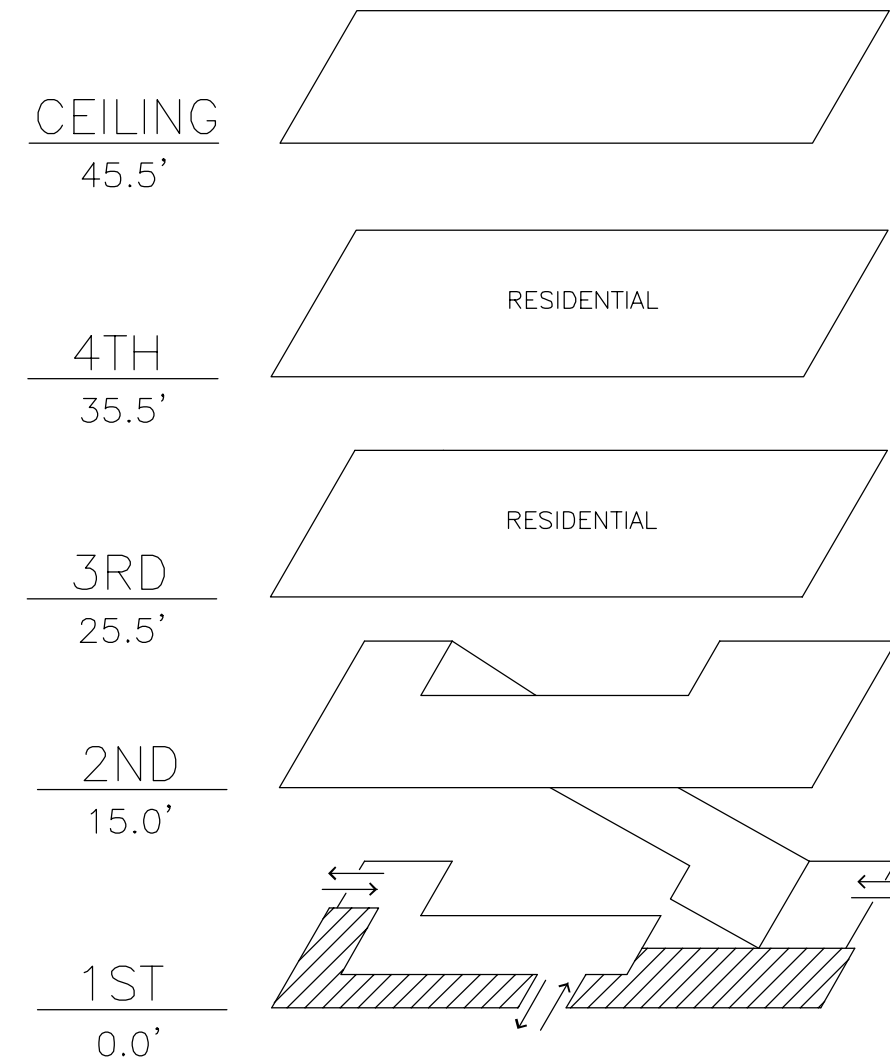 CEILING
45.5'
4TH
35.5'
RESIDENTIAL
3RD
25.5'
RESIDENTIAL
2ND
15.0'
1ST
0.0'